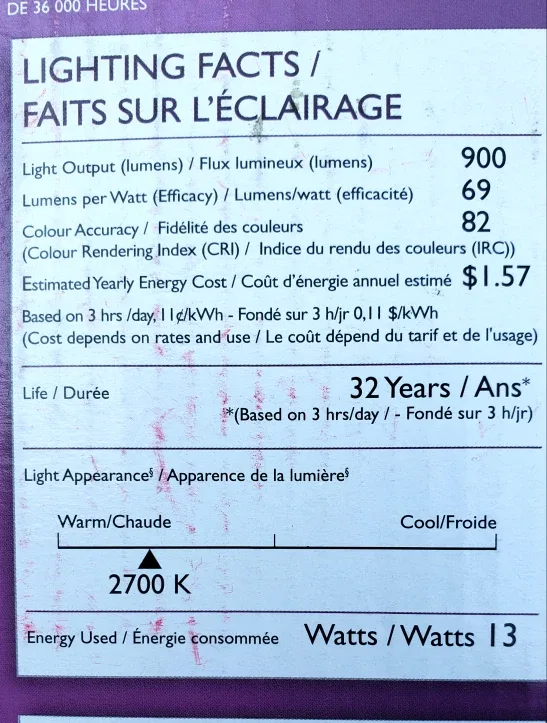 DE 36 000 HEURES
LIGHTING FACTS /
FAITS SUR L'ÉCLAIRAGE
Light Output (lumens) / Flux lumineux (lumens) 900
Lumens per Watt (Efficacy) / Lumens/watt (efficacité) 69
Colour Accuracy / Fidélité des couleurs 82
(Colour Rendering Index (CRI) / Indice du rendu des couleurs (IRC))
Estimated Yearly Energy Cost / Coût d'énergie annuel estimé $1.57
Based on 3 hrs /day, 11¢/kWh - Fondé sur 3 h/jr 0,11 $/kWh
(Cost depends on rates and use / Le coût dépend du tarif et de l'usage)
Life / Durée 32 Years / Ans*
*(Based on 3 hrs/day / - Fondé sur 3 h/jr)
Light Appearance§ / Apparence de la lumière§
Warm/Chaude Cool/Froide
2700 K
Energy Used / Énergie consommée Watts / Watts 13